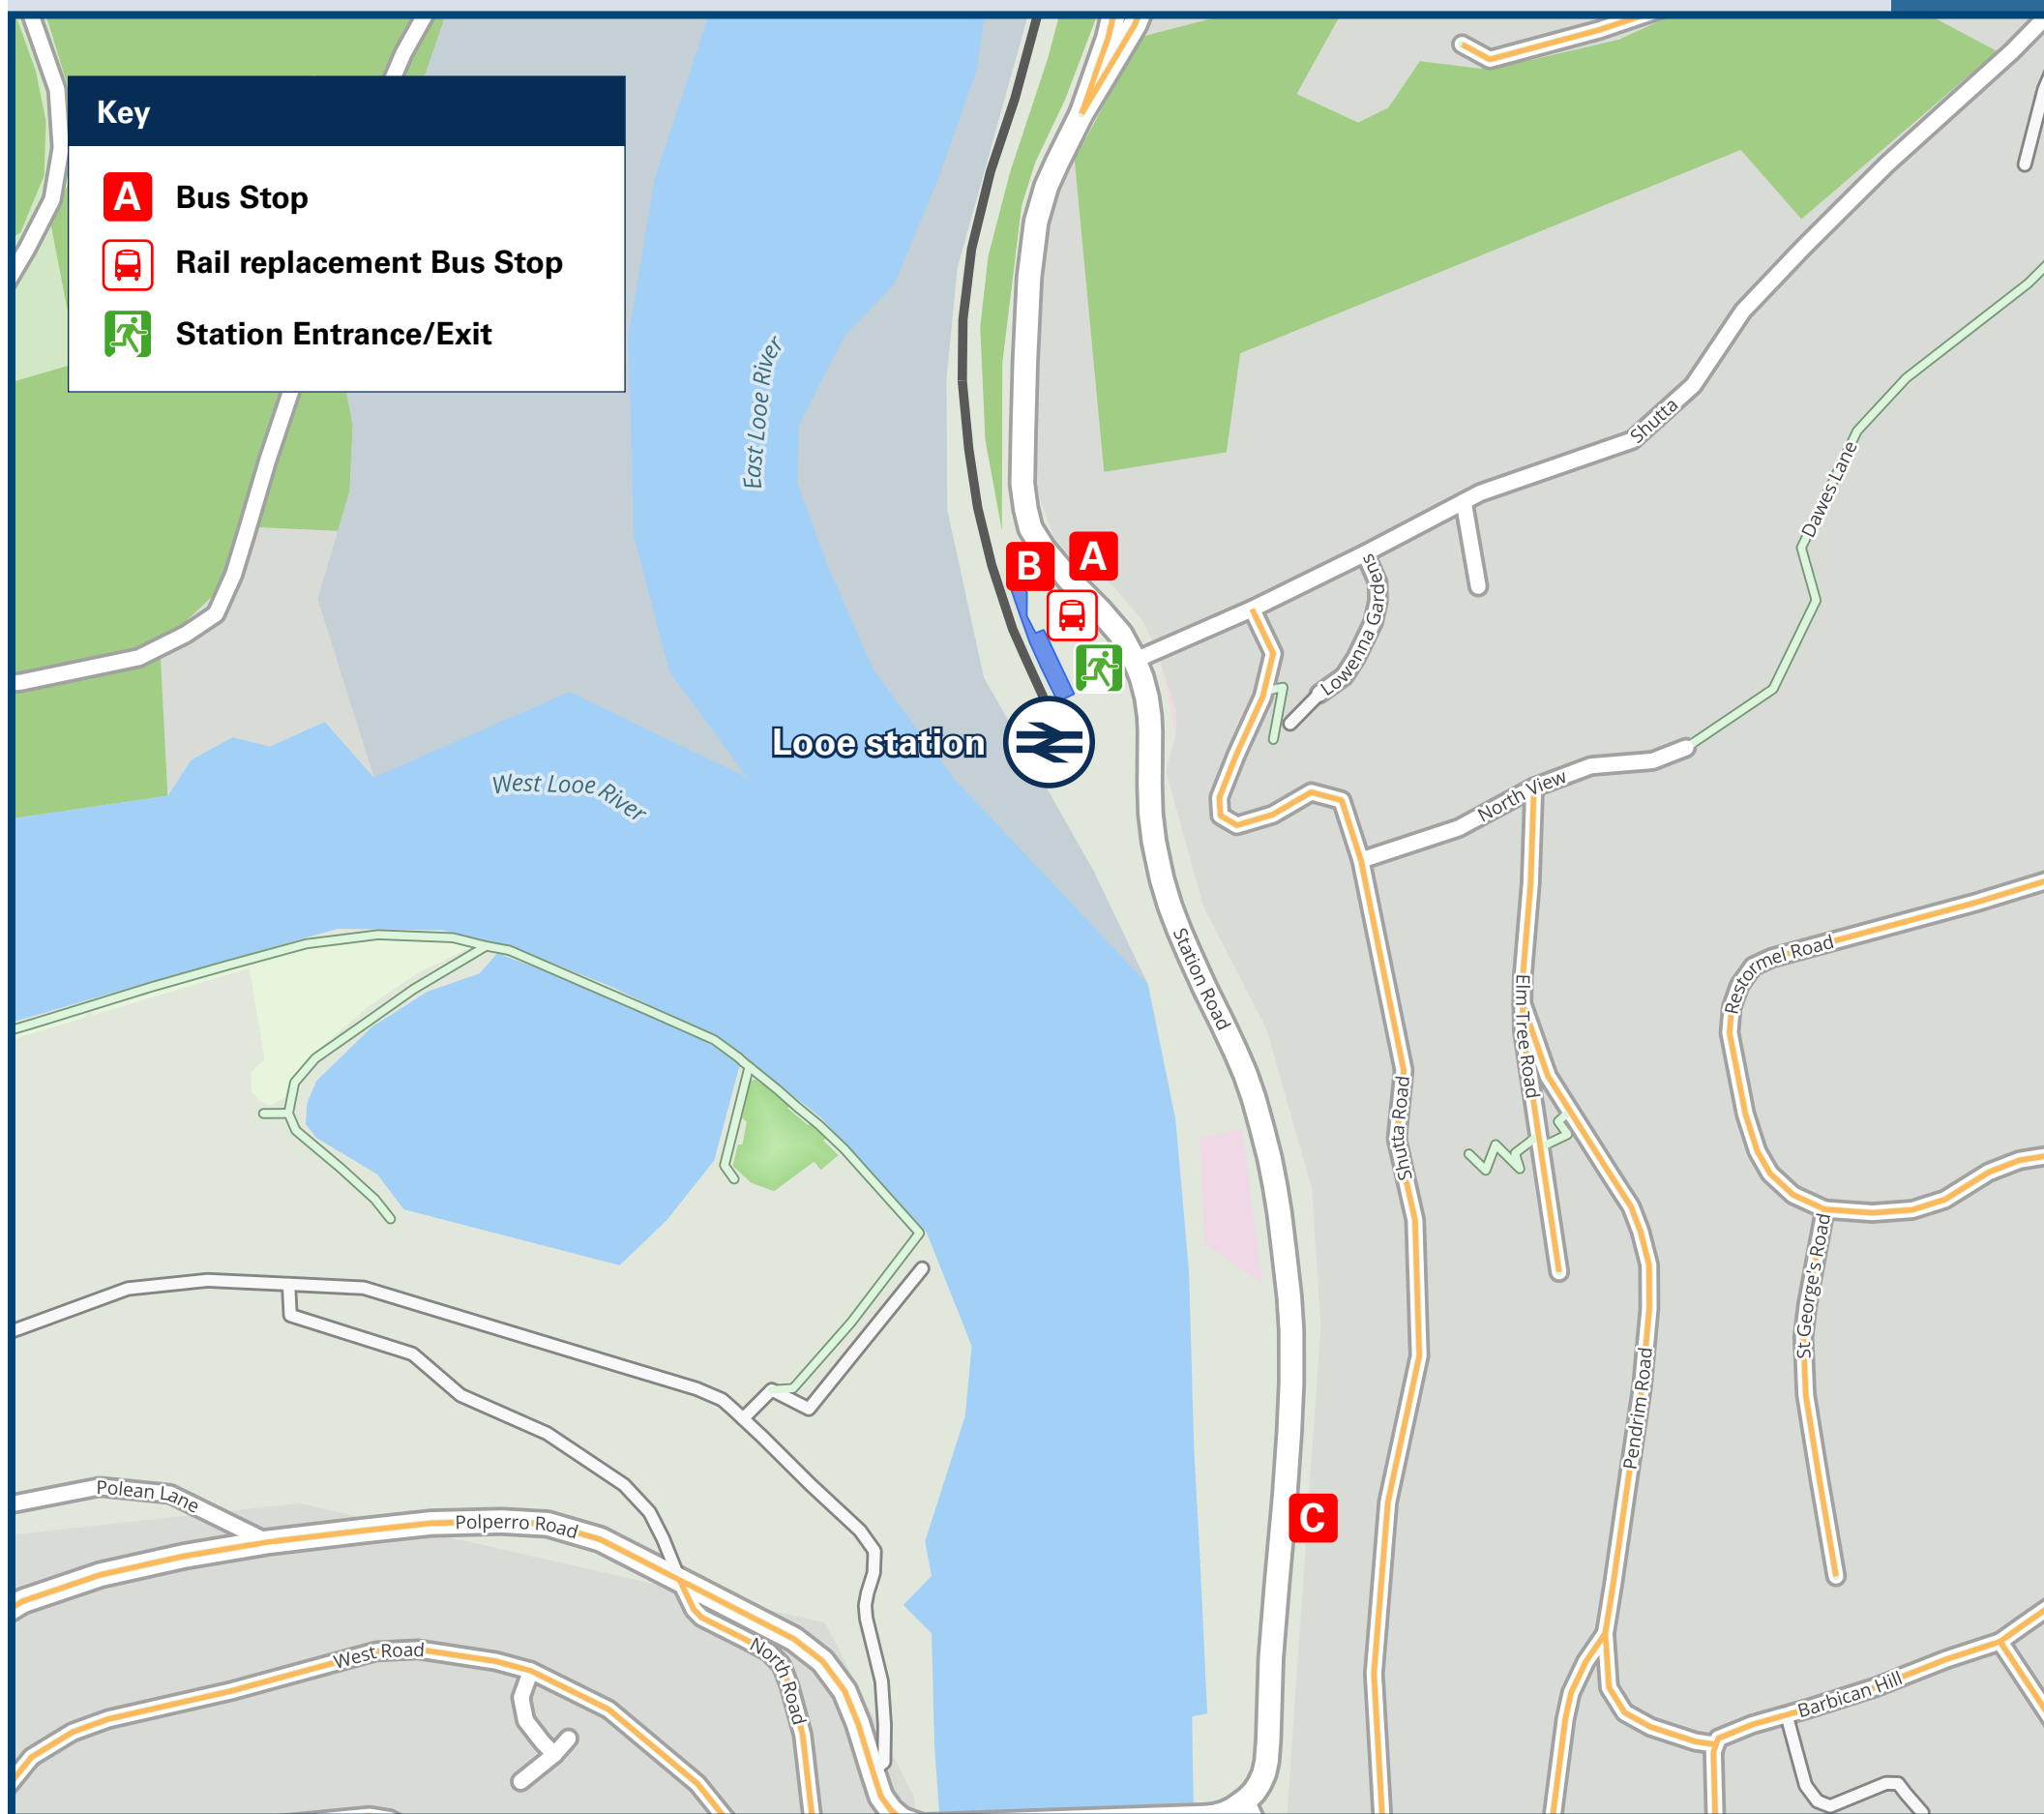 Key
A Bus Stop
Rail replacement Bus Stop
Station Entrance/Exit
East Looe River
Shutta
Dawes Lane
B
A
Lowenna Gardens
Looe station
West Looe River
North View
Station Road
Restormel Road
Elm Tree Road
Shutta Road
St George's Road
Pendrim Road
Polean Lane
Polperro Road
C
West Road
North Road
Barbican Hill